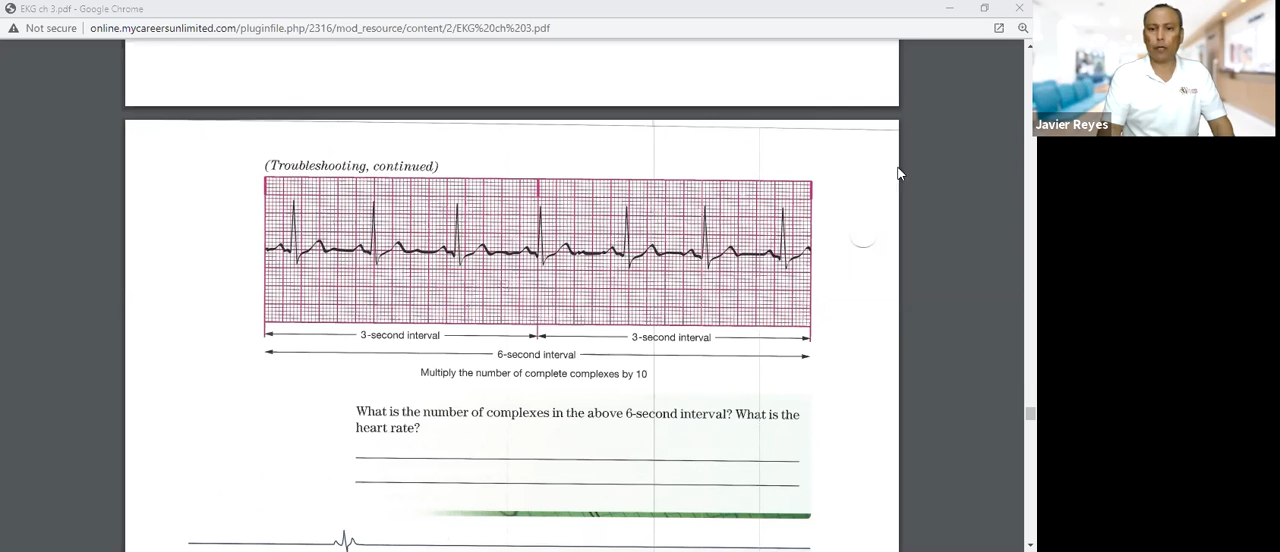 EKG ch 3.pdf - Google Chrome
Not secure | online.mycareersunlimited.com/pluginfile.php/2316/mod_resource/content/2/EKG%20ch%203.pdf
Javier Reyes
(Troubleshooting, continued)
3-second interval 3-second interval
6-second interval
Multiply the number of complete complexes by 10
What is the number of complexes in the above 6-second interval? What is the
heart rate?